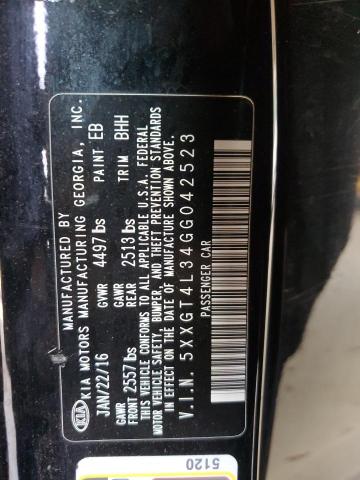 MANUFACTURED BY
KIA KIA MOTORS MANUFACTURING GEORGIA, INC.
JAN/22/16 GVWR 4497 lbs PAINT EB
GAWR FRONT 2557 lbs GAWR REAR 2513 lbs TRIM BHH
THIS VEHICLE CONFORMS TO ALL APPLICABLE U.S.A. FEDERAL
MOTOR VEHICLE SAFETY, BUMPER, AND THEFT PREVENTION STANDARDS
IN EFFECT ON THE DATE OF MANUFACTURE SHOWN ABOVE.
V.I.N. 5XXGT4L34GG042523
PASSENGER CAR
5120